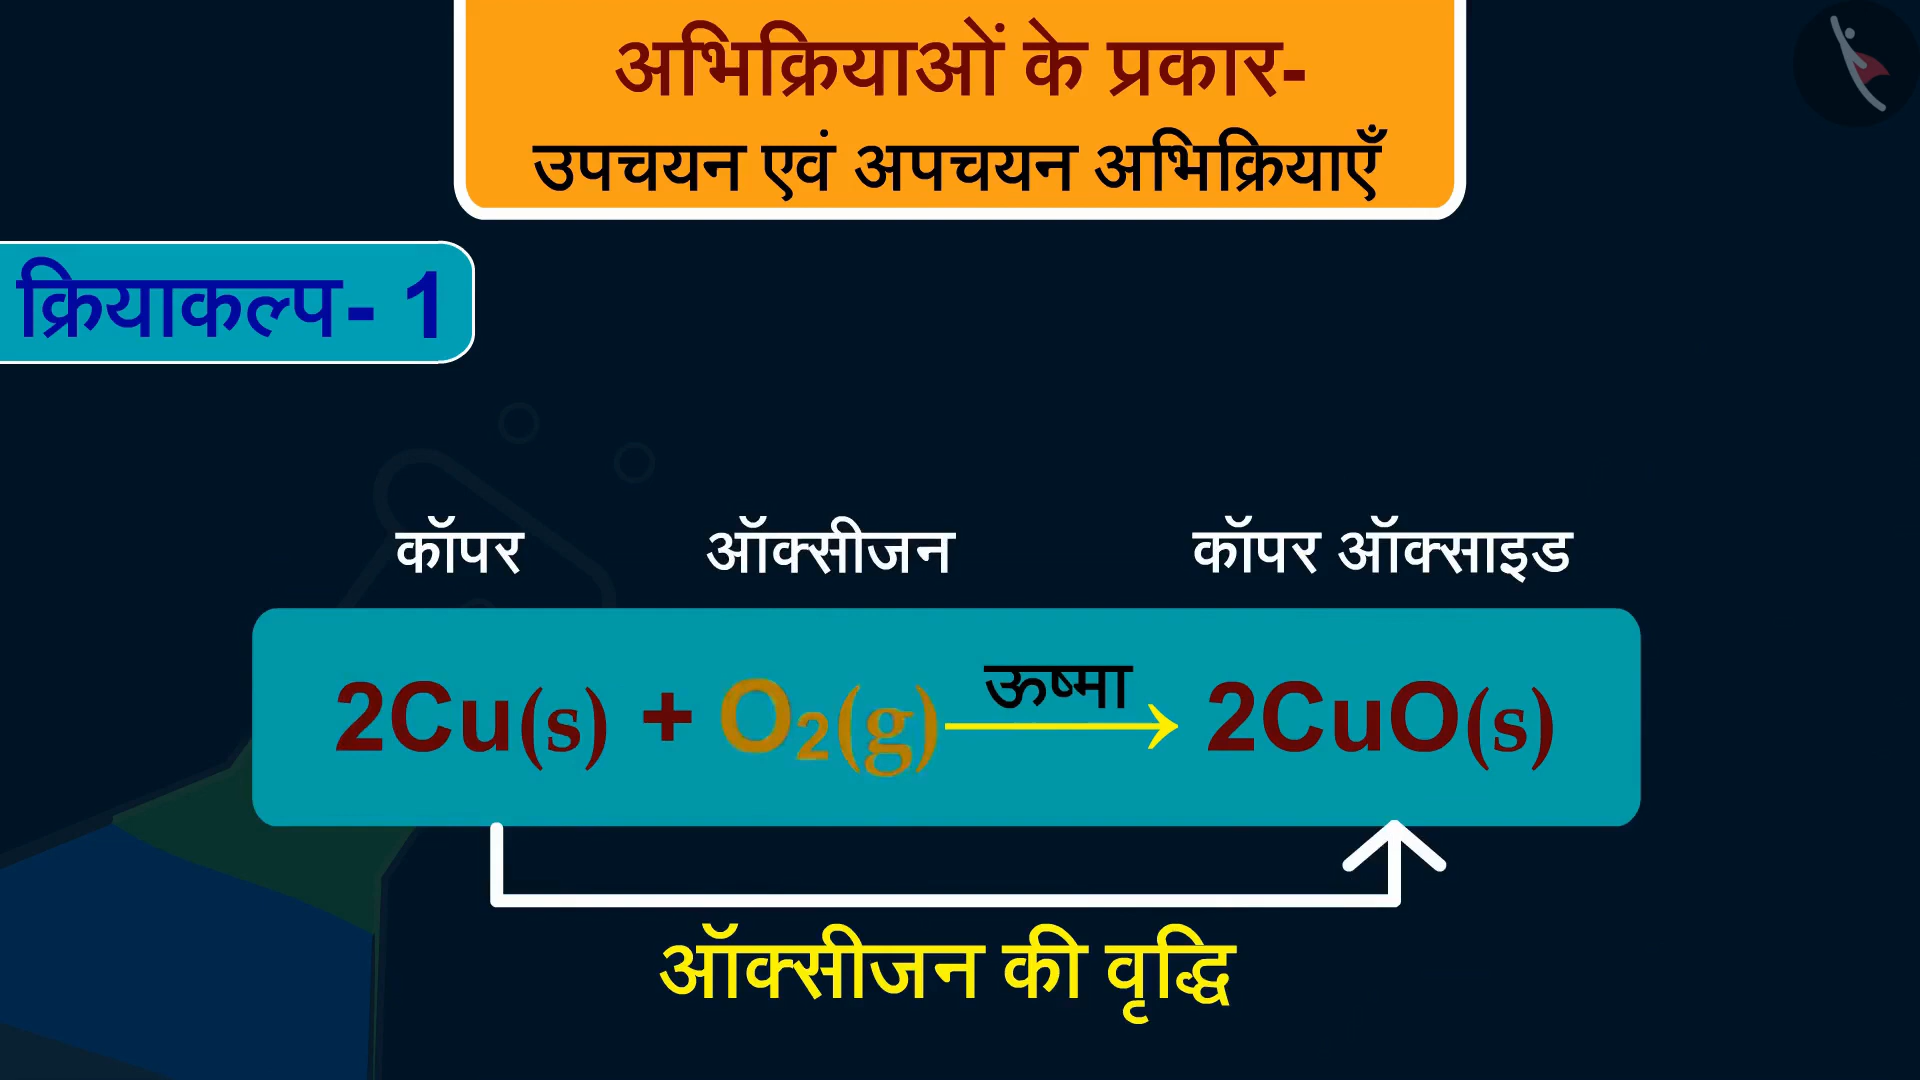 अभिक्रियाओं के प्रकार-
उपचयन एवं अपचयन अभिक्रियाएँ
क्रियाकल्प- 1
कॉपर ऑक्सीजन कॉपर ऑक्साइड
ऊष्मा
2Cu(s) + O₂(g) → 2CuO(s)
ऑक्सीजन की वृद्धि